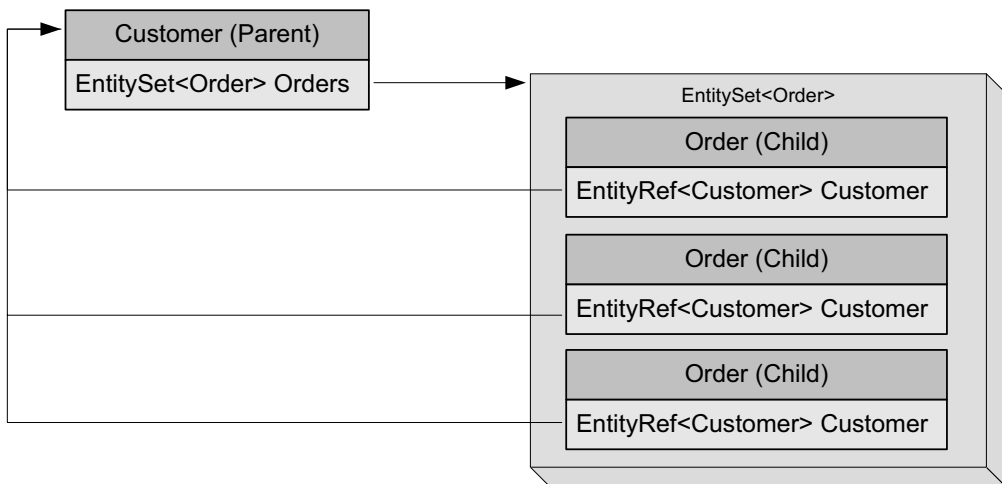 Customer (Parent)
EntitySet<Order> Orders
EntitySet<Order>
Order (Child)
EntityRef<Customer> Customer
Order (Child)
EntityRef<Customer> Customer
Order (Child)
EntityRef<Customer> Customer